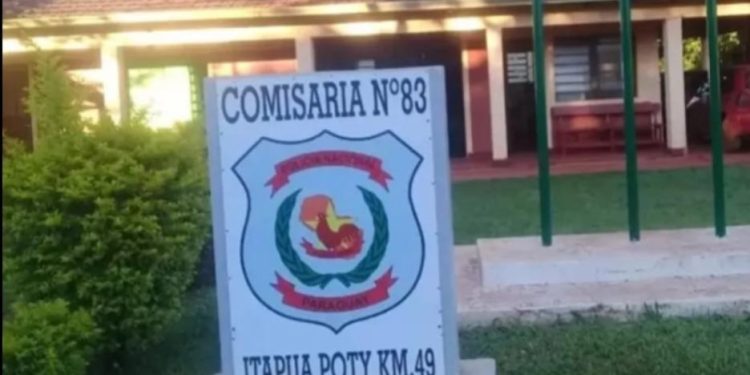 COMISARIA N°83
POLICIA NACIONAL
PARAGUAY
ITAPUA POTY KM.49